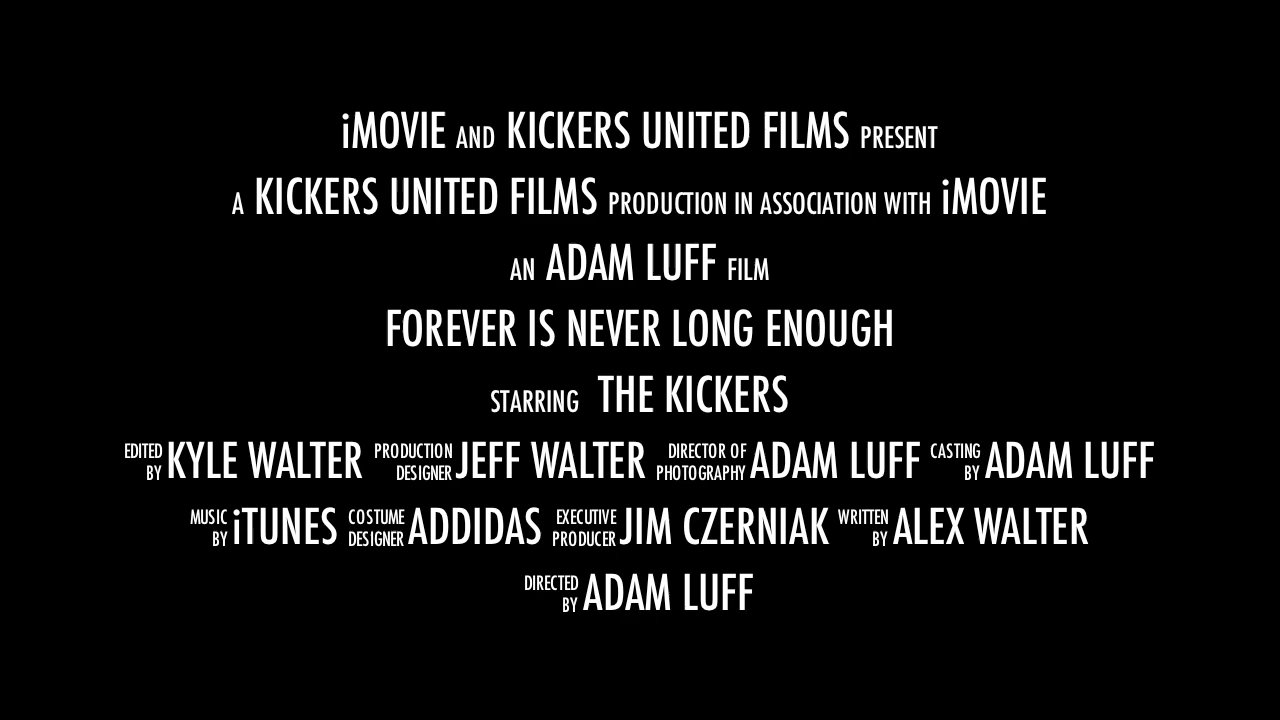 iMOVIE AND KICKERS UNITED FILMS PRESENT
A KICKERS UNITED FILMS PRODUCTION IN ASSOCIATION WITH iMOVIE
AN ADAM LUFF FILM
FOREVER IS NEVER LONG ENOUGH
STARRING THE KICKERS
EDITED BY KYLE WALTER PRODUCTION DESIGNER JEFF WALTER DIRECTOR OF PHOTOGRAPHY ADAM LUFF CASTING BY ADAM LUFF
MUSIC BY iTUNES COSTUME DESIGNER ADDIDAS EXECUTIVE PRODUCER JIM CZERNIAK WRITTEN BY ALEX WALTER
DIRECTED BY ADAM LUFF